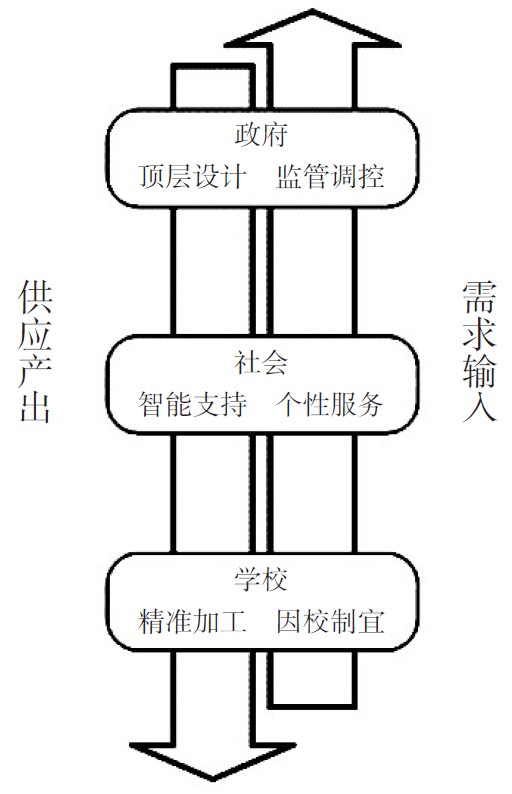 政府
顶层设计 监管调控
供应产出
需求输入
社会
智能支持 个性服务
学校
精准加工 因校制宜